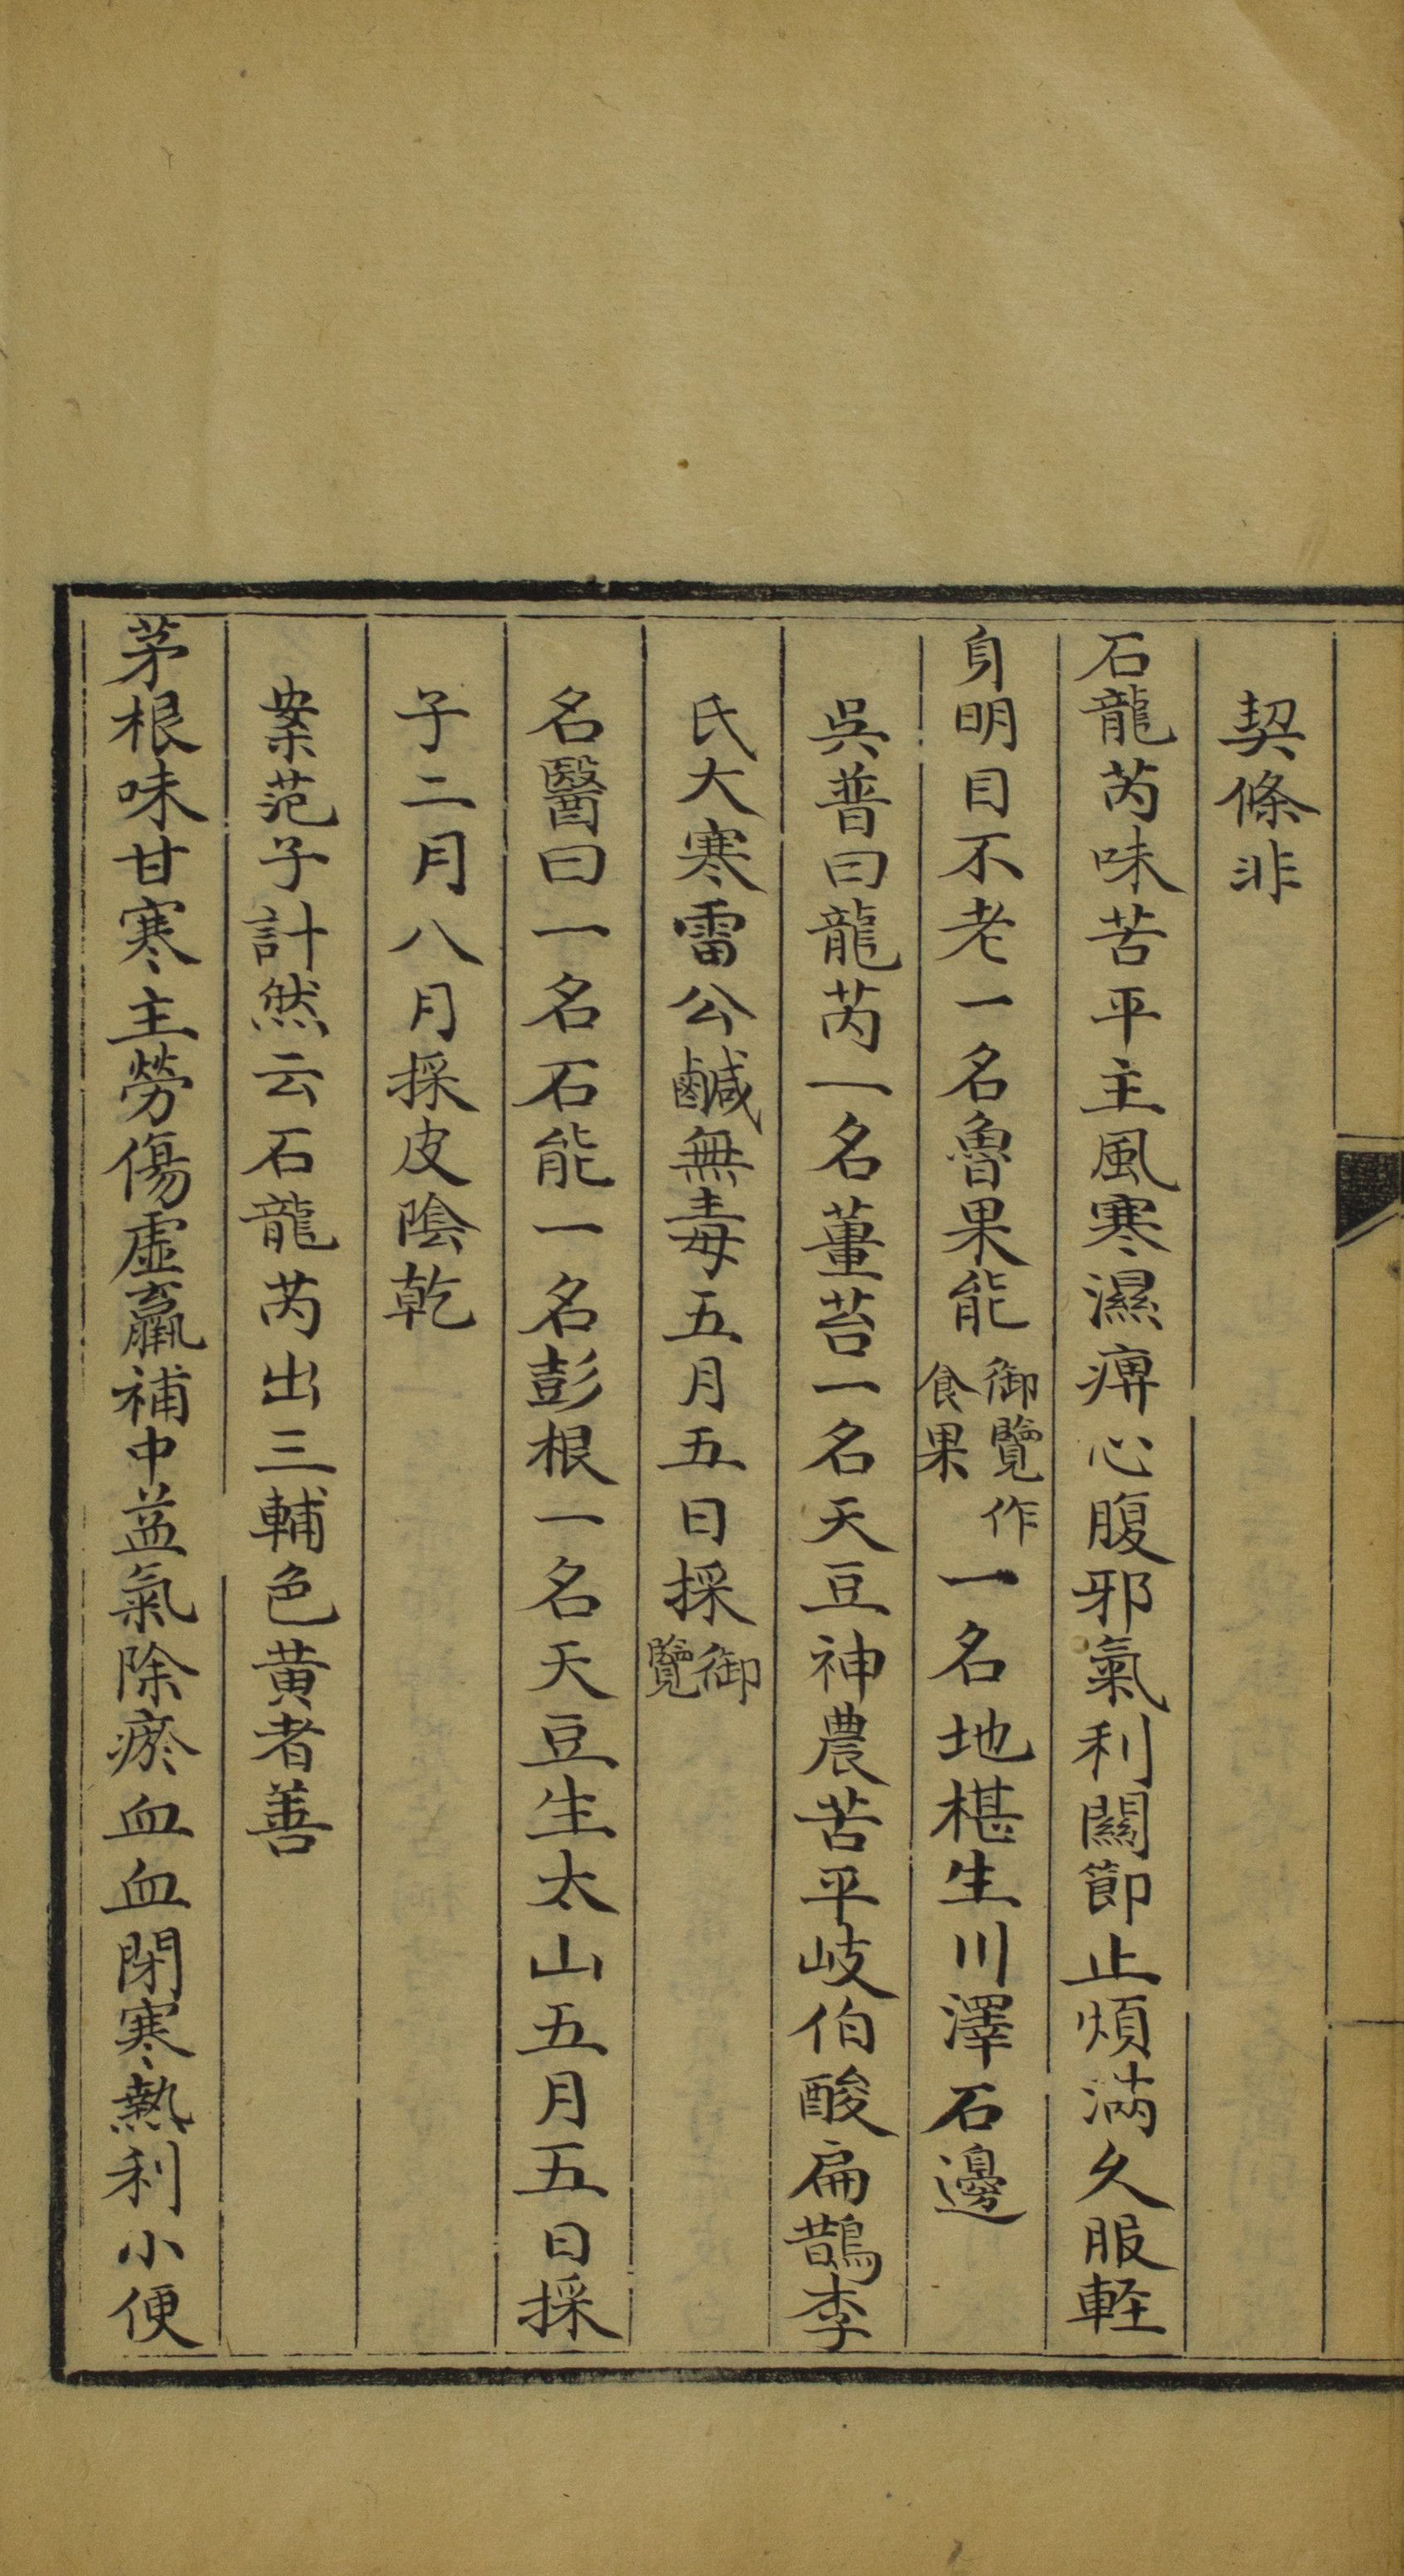 契條非
石龍芮味苦平主風寒濕痹心腹邪氣利關節止煩滿久服輕
身明目不老一名魯果能御覽作食果一名地椹生川澤石邊
吳普曰龍芮一名薑苔一名天豆神農苦平岐伯酸扁鵲李
氏大寒雷公鹹無毒五月五日採御覽
名醫曰一名石能一名彭根一名天豆生太山五月五日採
子二月八月採皮陰乾
案范子計然云石龍芮出三輔色黃者善
茅根味甘寒主勞傷虛羸補中益氣除瘀血血閉寒熱利小便